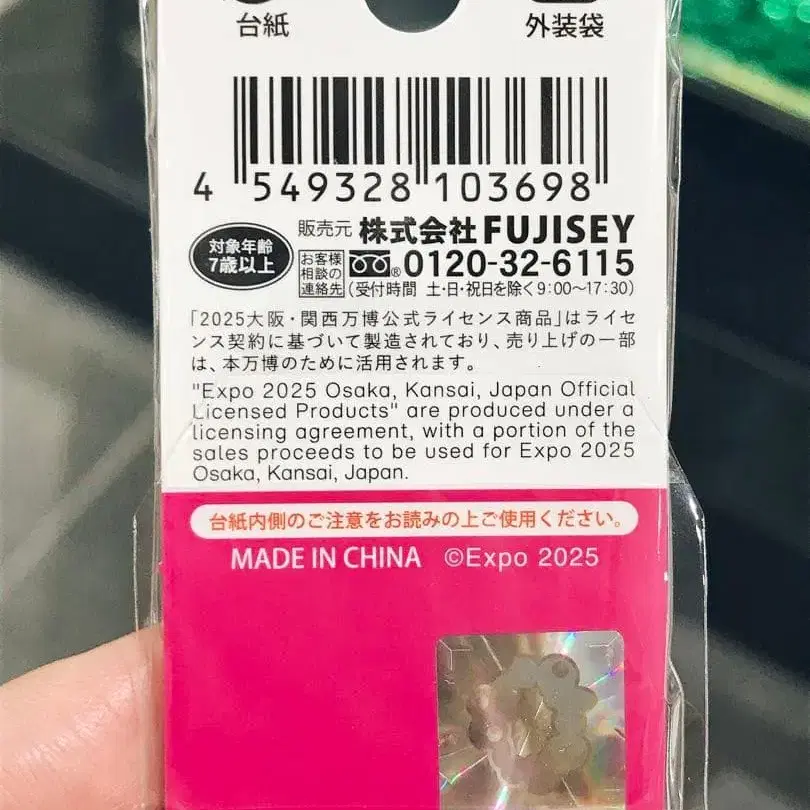 台紙
外装袋
4 549328 103698
対象年齢
7歳以上
販売元 株式会社 FUJISEY
お客様
相談の
連絡先
® 0120-32-6115
(受付時間 土・日・祝日を除く9:00〜17:30)
「2025大阪・関西万博公式ライセンス商品」はライセ
ンス契約に基づいて製造されており、売り上げの一部
は、本万博のために活用されます。
"Expo 2025 Osaka, Kansai, Japan Official
Licensed Products" are produced under a
licensing agreement, with a portion of the
sales proceeds to be used for Expo 2025
Osaka, Kansai, Japan.
台紙内側のご注意をお読みの上ご使用ください。
MADE IN CHINA ©Expo 2025